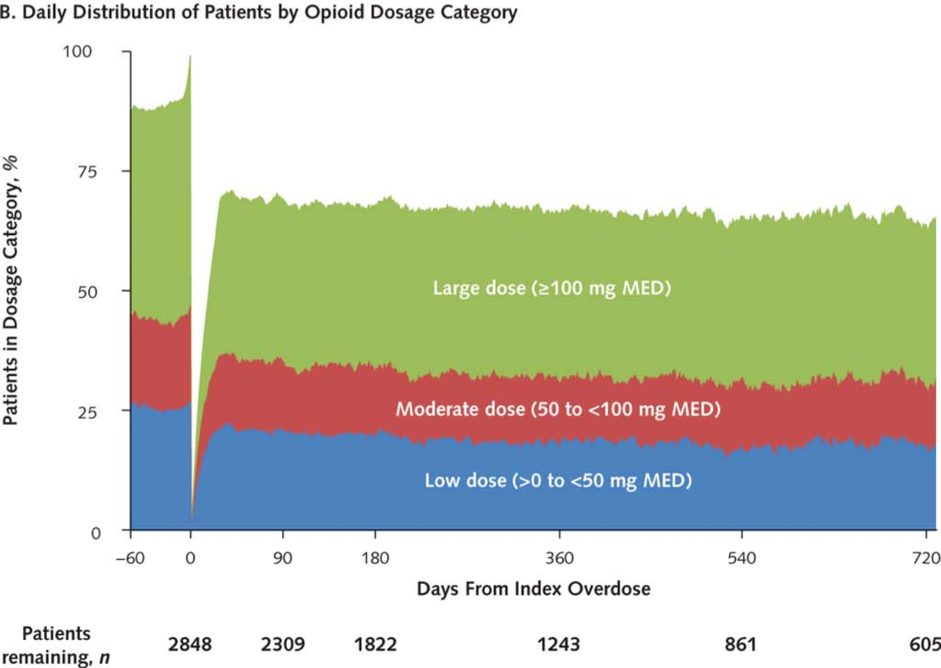 B. Daily Distribution of Patients by Opioid Dosage Category
Patients in Dosage Category, %
100
75
50
25
0
Large dose (≥100 mg MED)
Moderate dose (50 to <100 mg MED)
Low dose (>0 to <50 mg MED)
–60 0 90 180 360 540 720
Days From Index Overdose
Patients
remaining, n 2848 2309 1822 1243 861 605